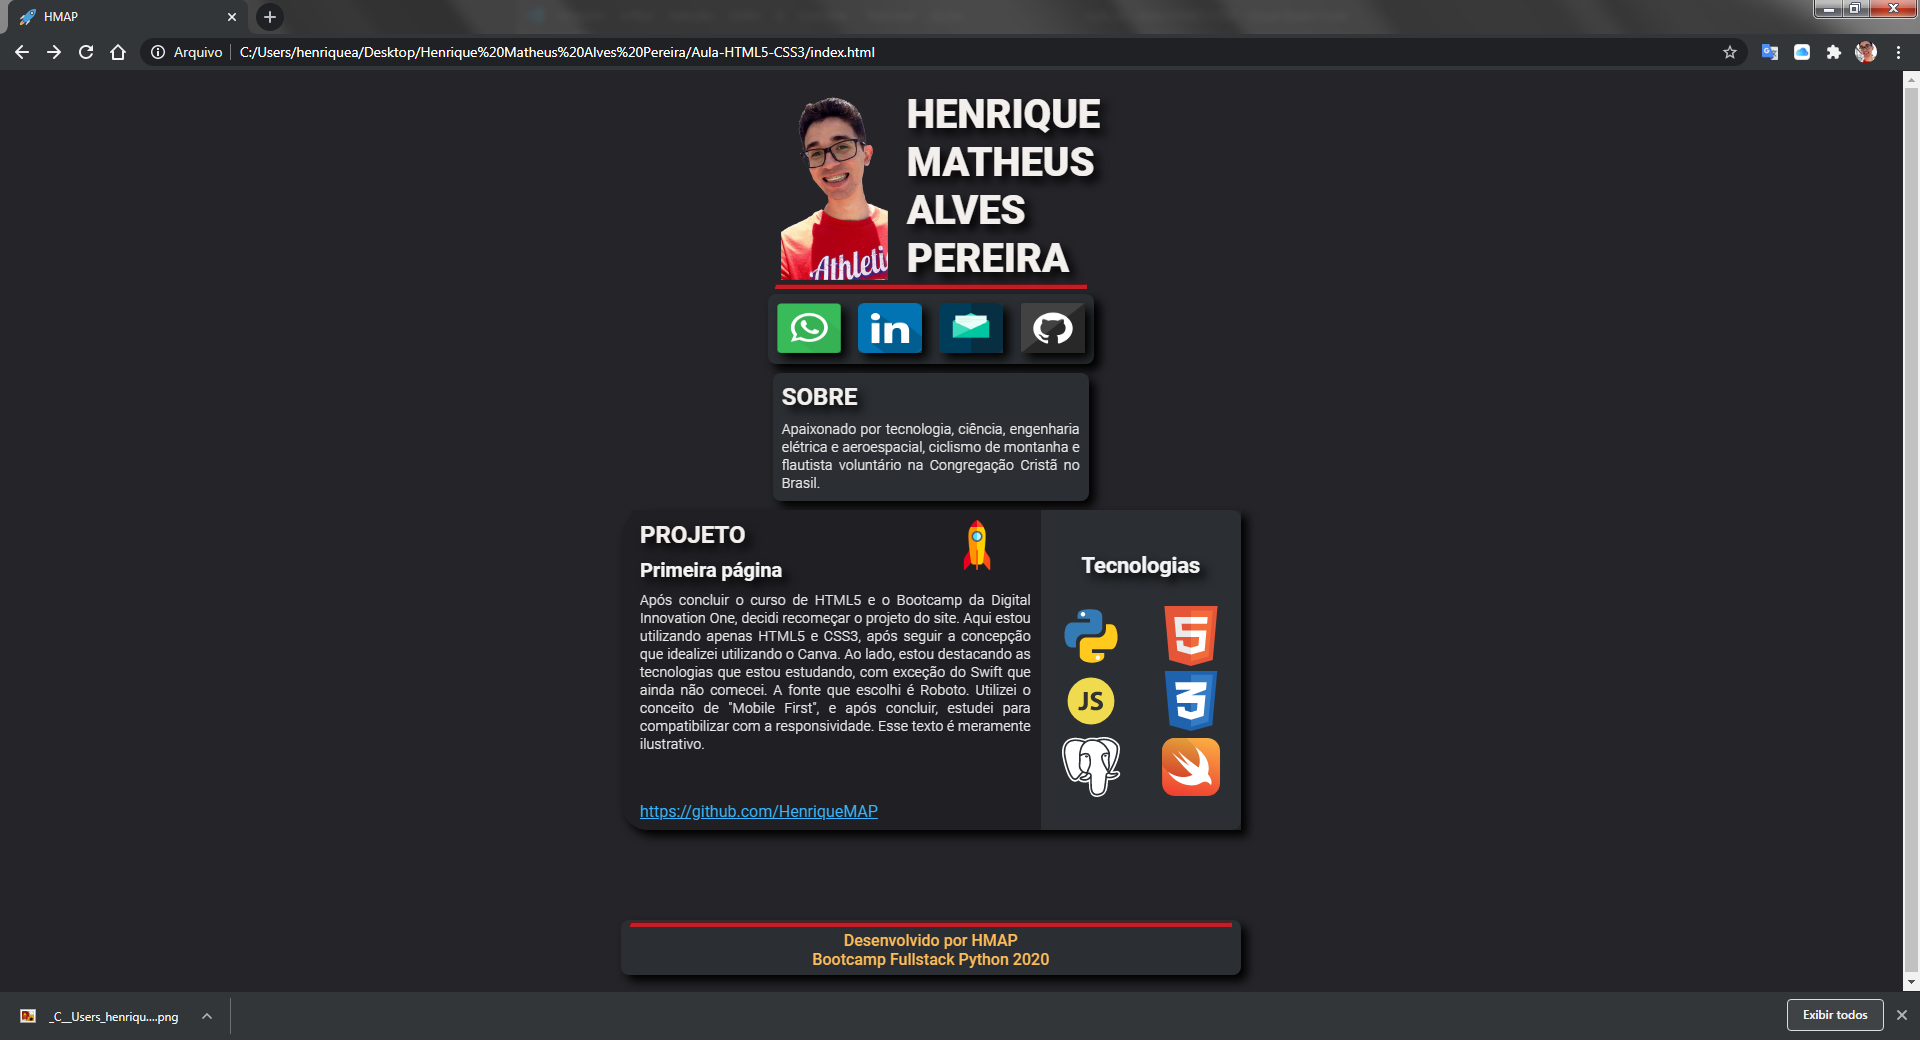 HMAP
Arquivo
C:/Users/henriquea/Desktop/Henrique%20Matheus%20Alves%20Pereira/Aula-HTML5-CSS3/index.html
HENRIQUE
MATHEUS
ALVES
PEREIRA
Athleti
in
SOBRE
Apaixonado por tecnologia, ciência, engenharia
elétrica e aeroespacial, ciclismo de montanha e
flautista voluntário na Congregação Cristã no
Brasil.
PROJETO
Primeira página
Após concluir o curso de HTML5 e o Bootcamp da Digital
Innovation One, decidi recomeçar o projeto do site. Aqui estou
utilizando apenas HTML5 e CSS3, após seguir a concepção
que idealizei utilizando o Canva. Ao lado, estou destacando as
tecnologias que estou estudando, com exceção do Swift que
ainda não comecei. A fonte que escolhi é Roboto. Utilizei o
conceito de "Mobile First", e após concluir, estudei para
compatibilizar com a responsividade. Esse texto é meramente
ilustrativo.
https://github.com/HenriqueMAP
Tecnologias
5
JS
3
Desenvolvido por HMAP
Bootcamp Fullstack Python 2020
_C__Users_henriqu....png
Exibir todos